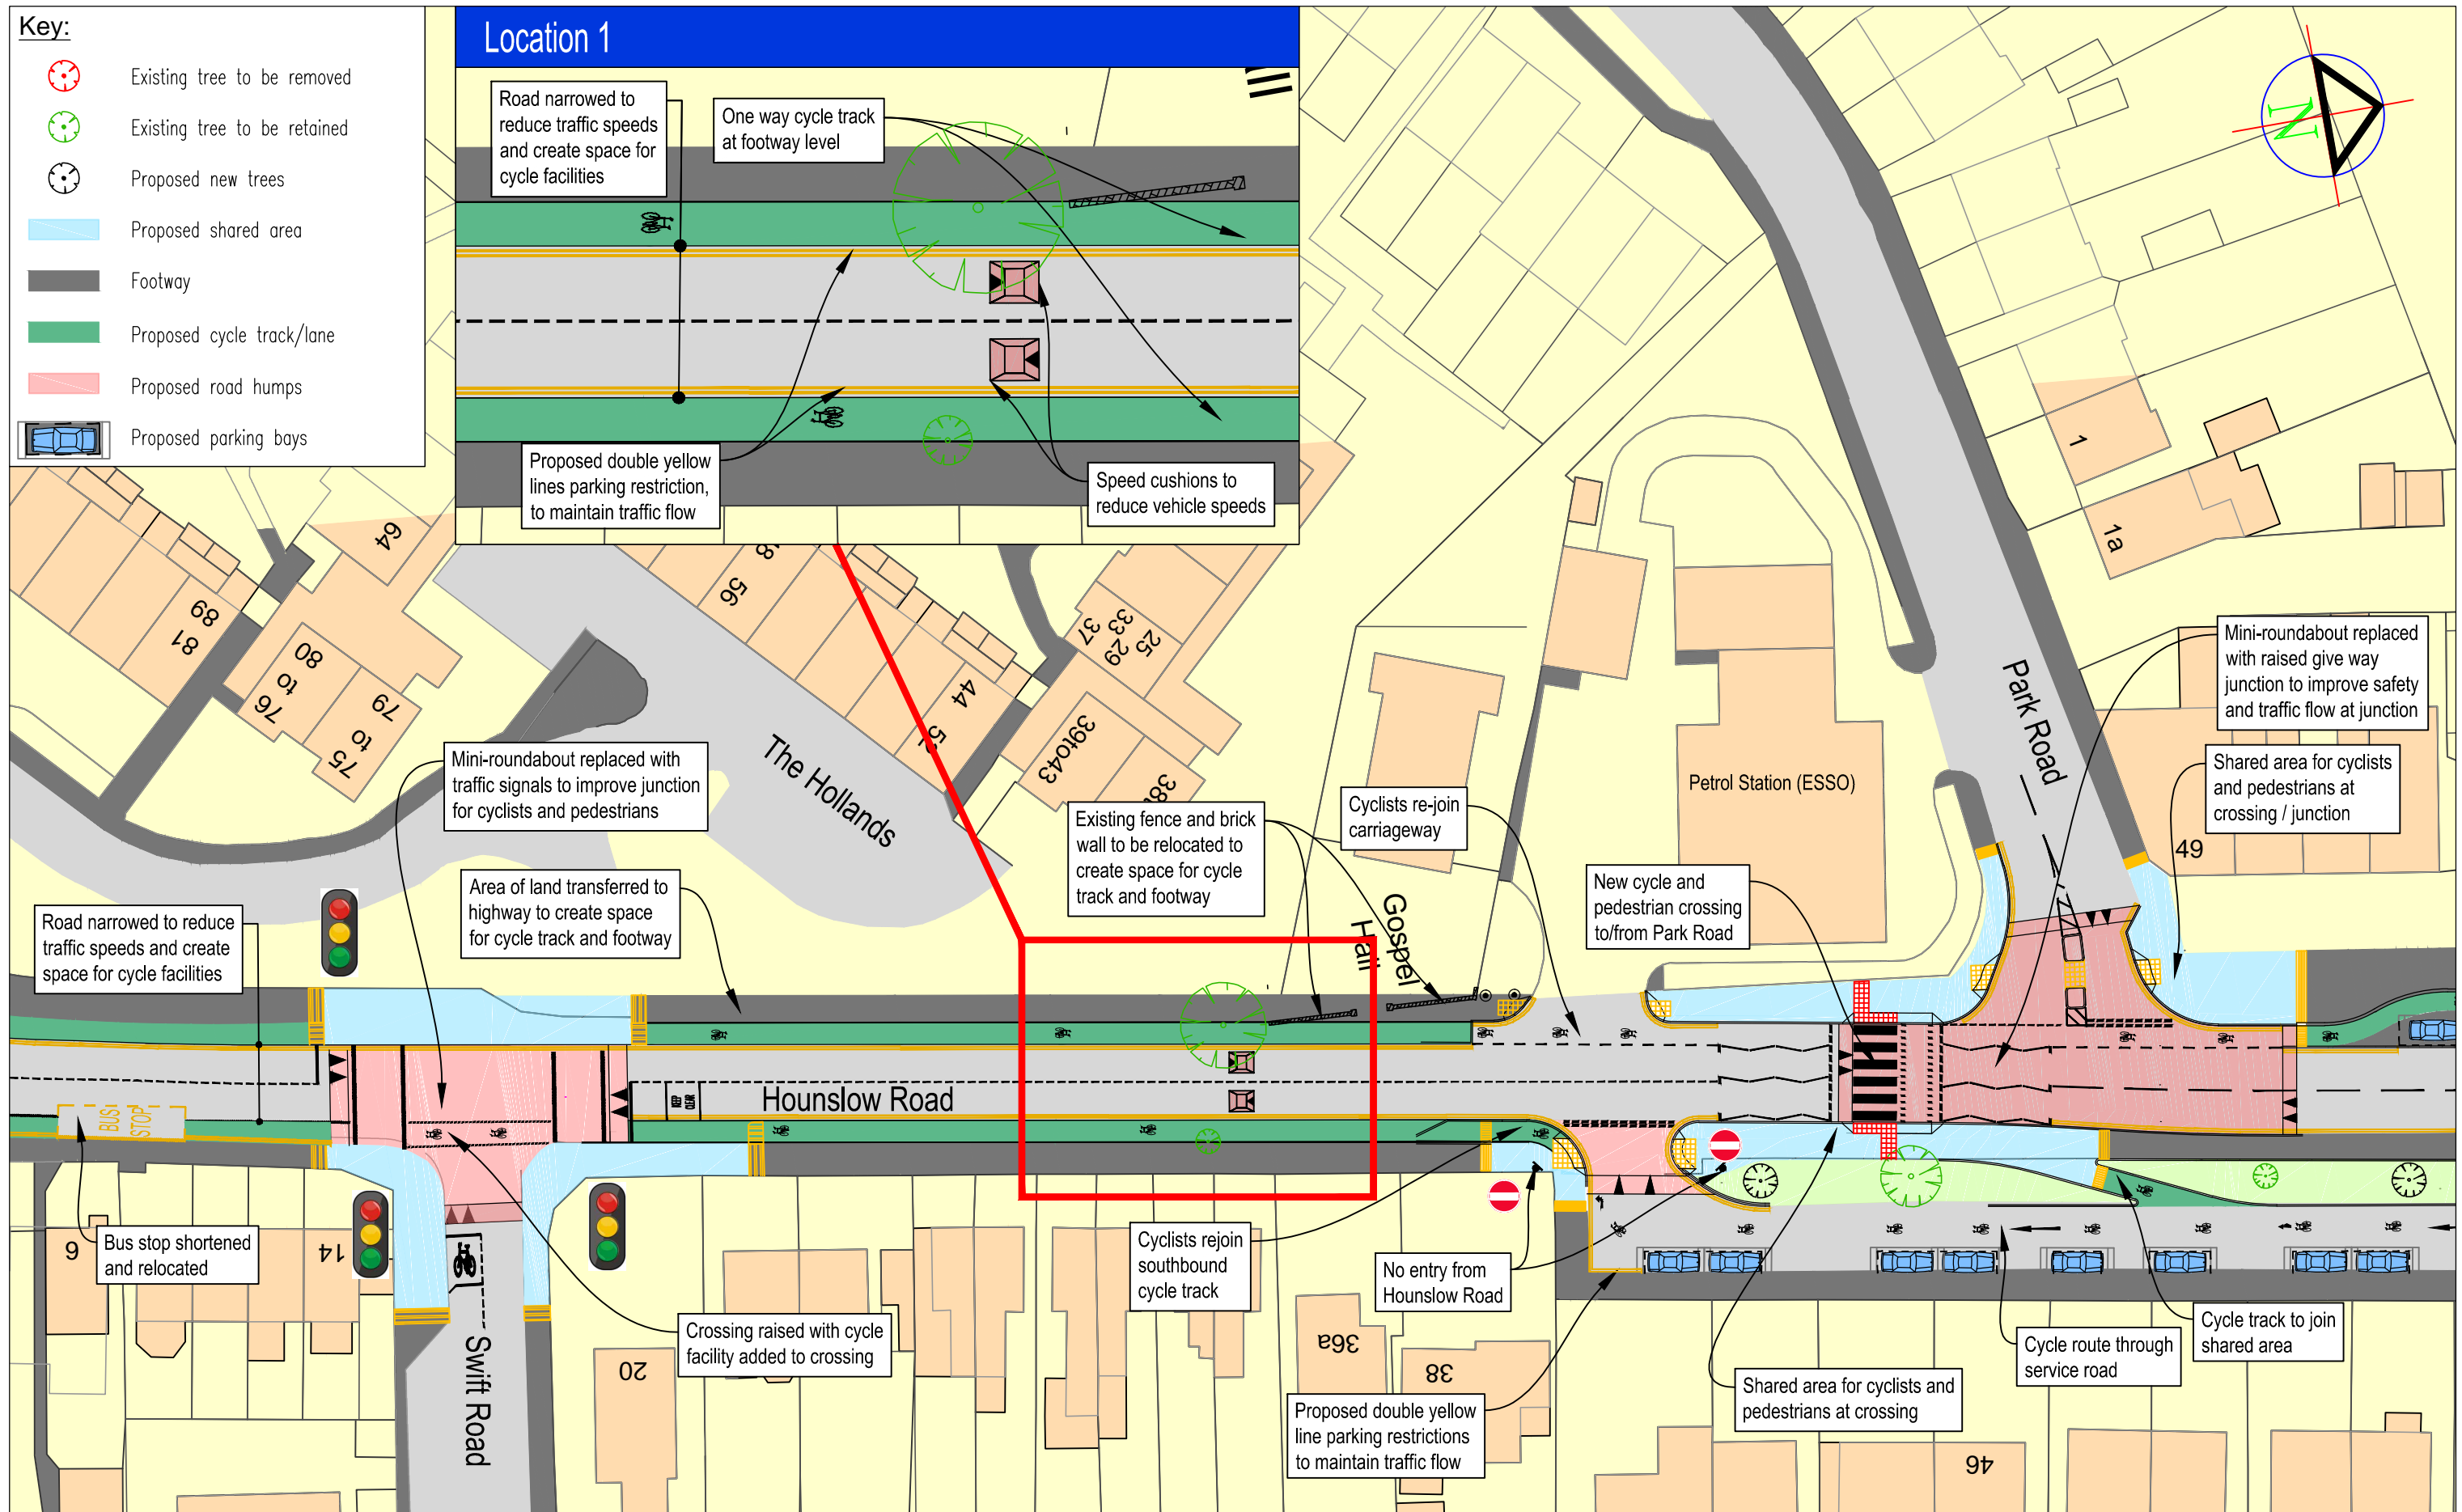 Key:
Existing tree to be removed
Existing tree to be retained
Proposed new trees
Proposed shared area
Footway
Proposed cycle track/lane
Proposed road humps
Proposed parking bays
Location 1
Road narrowed to
reduce traffic speeds
and create space for
cycle facilities
One way cycle track
at footway level
Proposed double yellow
lines parking restriction,
to maintain traffic flow
Speed cushions to
reduce vehicle speeds
N
1
1a
64
56
89
81
80
to
76
79
to
75
44
37
33
29
25
39to43
The Hollands
Park Road
Petrol Station (ESSO)
Mini-roundabout replaced
with raised give way
junction to improve safety
and traffic flow at junction
Shared area for cyclists
and pedestrians at
crossing / junction
49
Mini-roundabout replaced with
traffic signals to improve junction
for cyclists and pedestrians
Existing fence and brick
wall to be relocated to
create space for cycle
track and footway
Cyclists re-join
carriageway
New cycle and
pedestrian crossing
to/from Park Road
Area of land transferred to
highway to create space
for cycle track and footway
Road narrowed to reduce
traffic speeds and create
space for cycle facilities
Gospel
Hall
Hounslow Road
KEEP
CLEAR
BUS
STOP
Bus stop shortened
and relocated
6
14
Swift Road
Crossing raised with cycle
facility added to crossing
20
Cyclists rejoin
southbound
cycle track
No entry from
Hounslow Road
36a
38
Proposed double yellow
line parking restrictions
to maintain traffic flow
Shared area for cyclists and
pedestrians at crossing
Cycle route through
service road
Cycle track to join
shared area
46